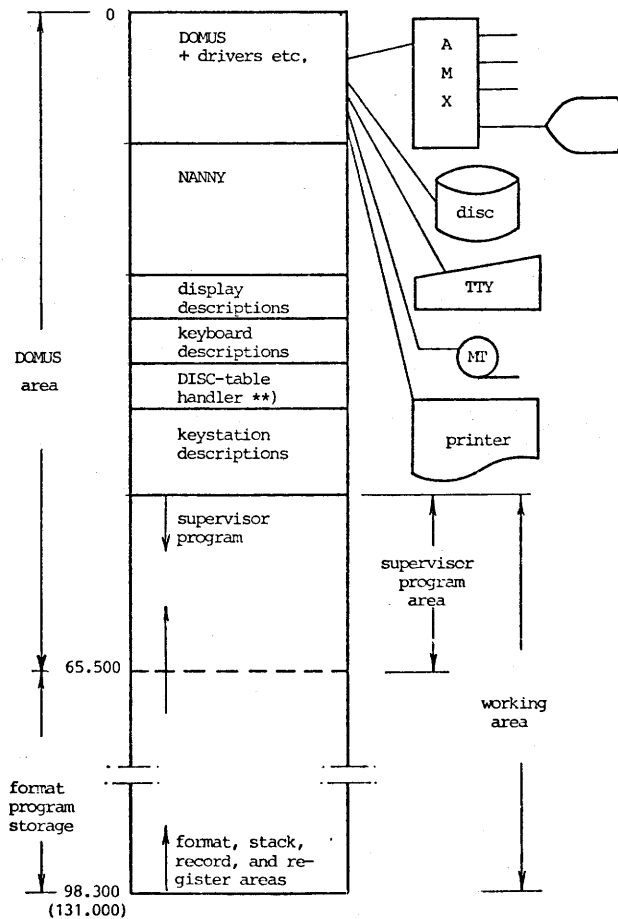 0
DOMUS
+ drivers etc.
A
M
X
NANNY
disc
display
descriptions
TTY
keyboard
descriptions
DOMUS
area
DISC-table
handler **)
MT
keystation
descriptions
printer
supervisor
program
supervisor
program
area
65.500
working
area
format
program
storage
format, stack,
record, and re-
gister areas
98.300
(131.000)